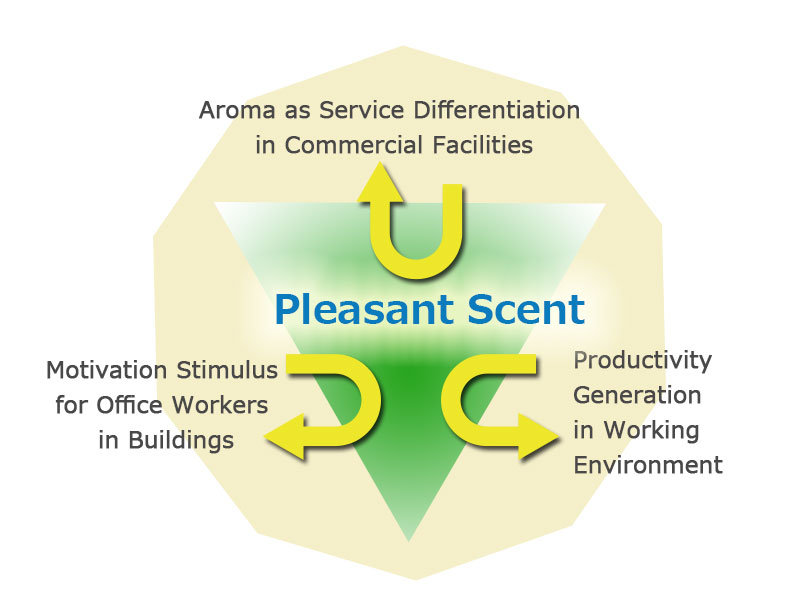 Aroma as Service Differentiation
in Commercial Facilities
Pleasant Scent
Motivation Stimulus
for Office Workers
in Buildings
Productivity
Generation
in Working
Environment